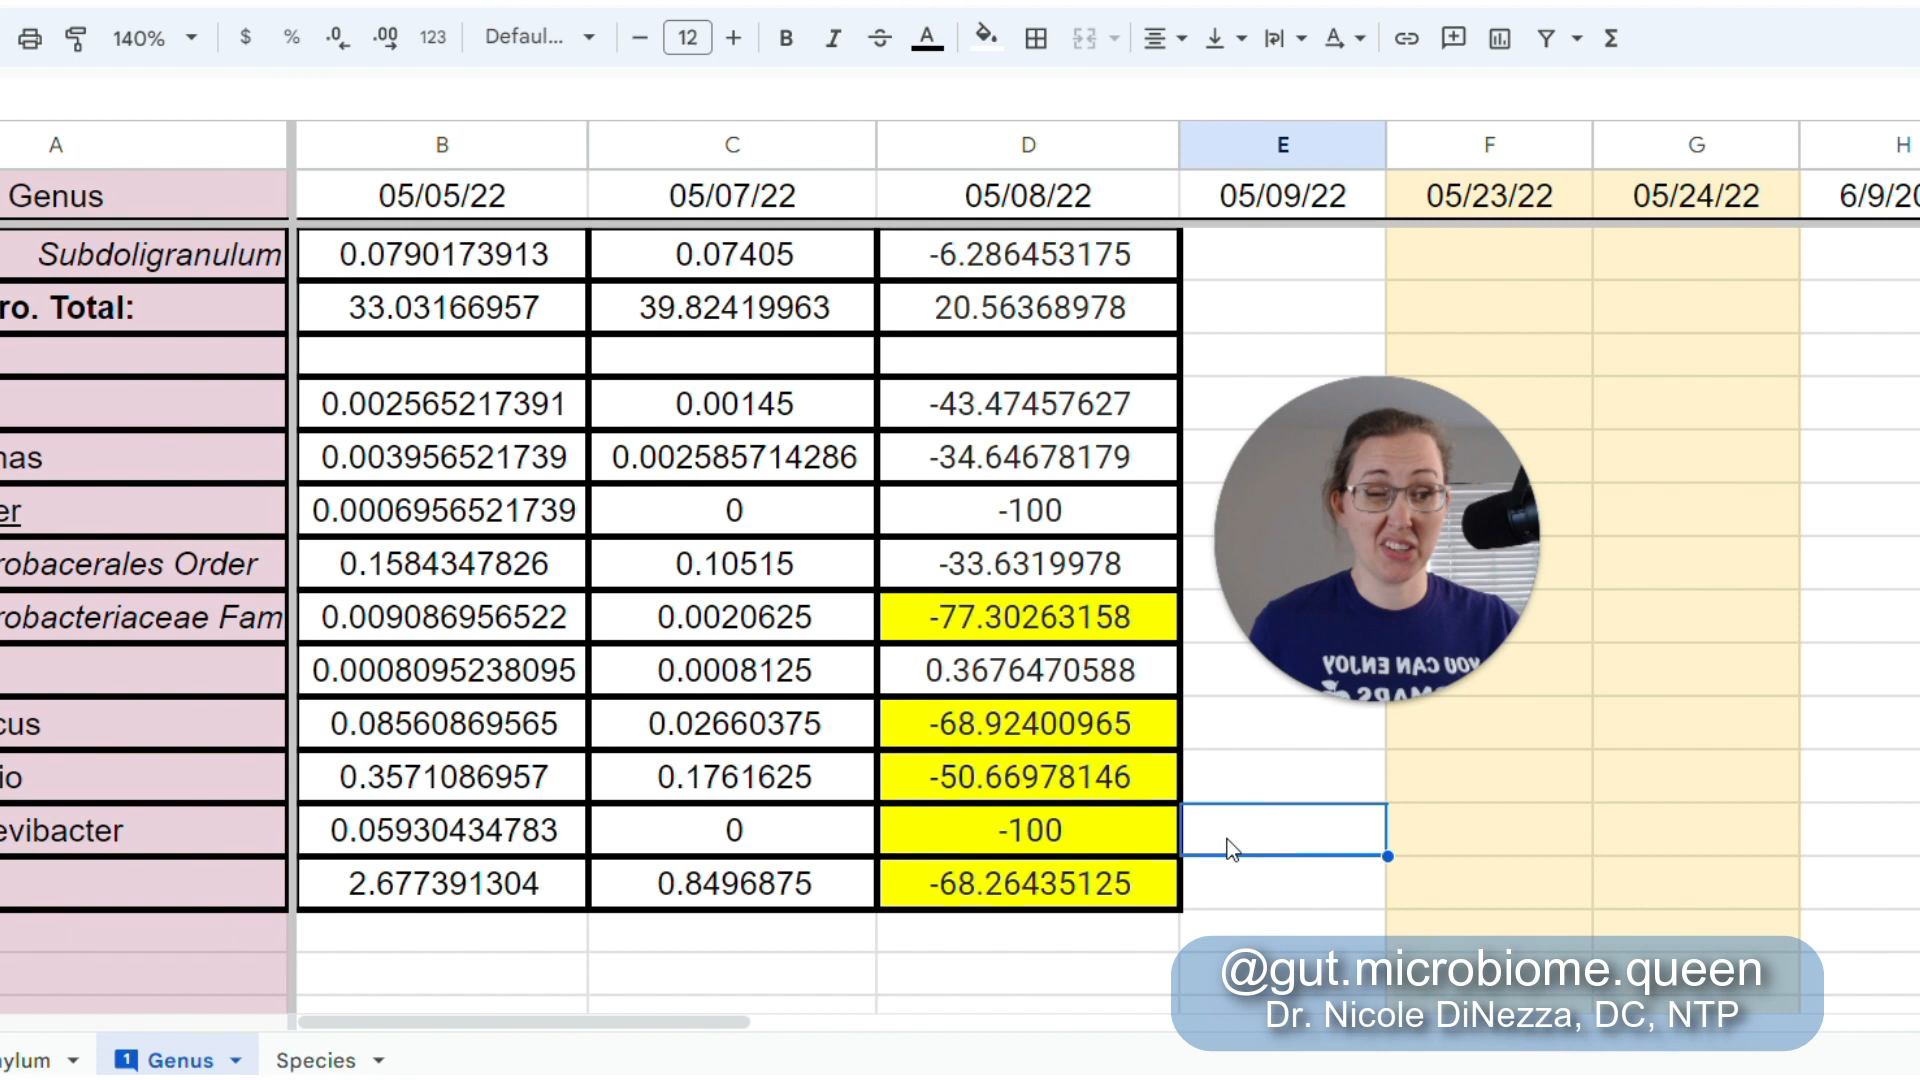 140% $ % .0 .00 123 Defaul... − 12 + B I S A Σ
A B C D E F G H
Genus 05/05/22 05/07/22 05/08/22 05/09/22 05/23/22 05/24/22 6/9/20
Subdoligranulum 0.0790173913 0.07405 -6.286453175
ro. Total: 33.03166957 39.82419963 20.56368978
0.002565217391 0.00145 -43.47457627
nas 0.003956521739 0.002585714286 -34.64678179
er 0.0006956521739 0 -100
robacerales Order 0.1584347826 0.10515 -33.6319978
robacteriaceae Fam 0.009086956522 0.0020625 -77.30263158
0.0008095238095 0.0008125 0.3676470588
cus 0.08560869565 0.02660375 -68.92400965
io 0.3571086957 0.1761625 -50.66978146
evibacter 0.05930434783 0 -100
2.677391304 0.8496875 -68.26435125
YOU CAN ENJOY
@gut.microbiome.queen
Dr. Nicole DiNezza, DC, NTP
hylum 1 Genus Species